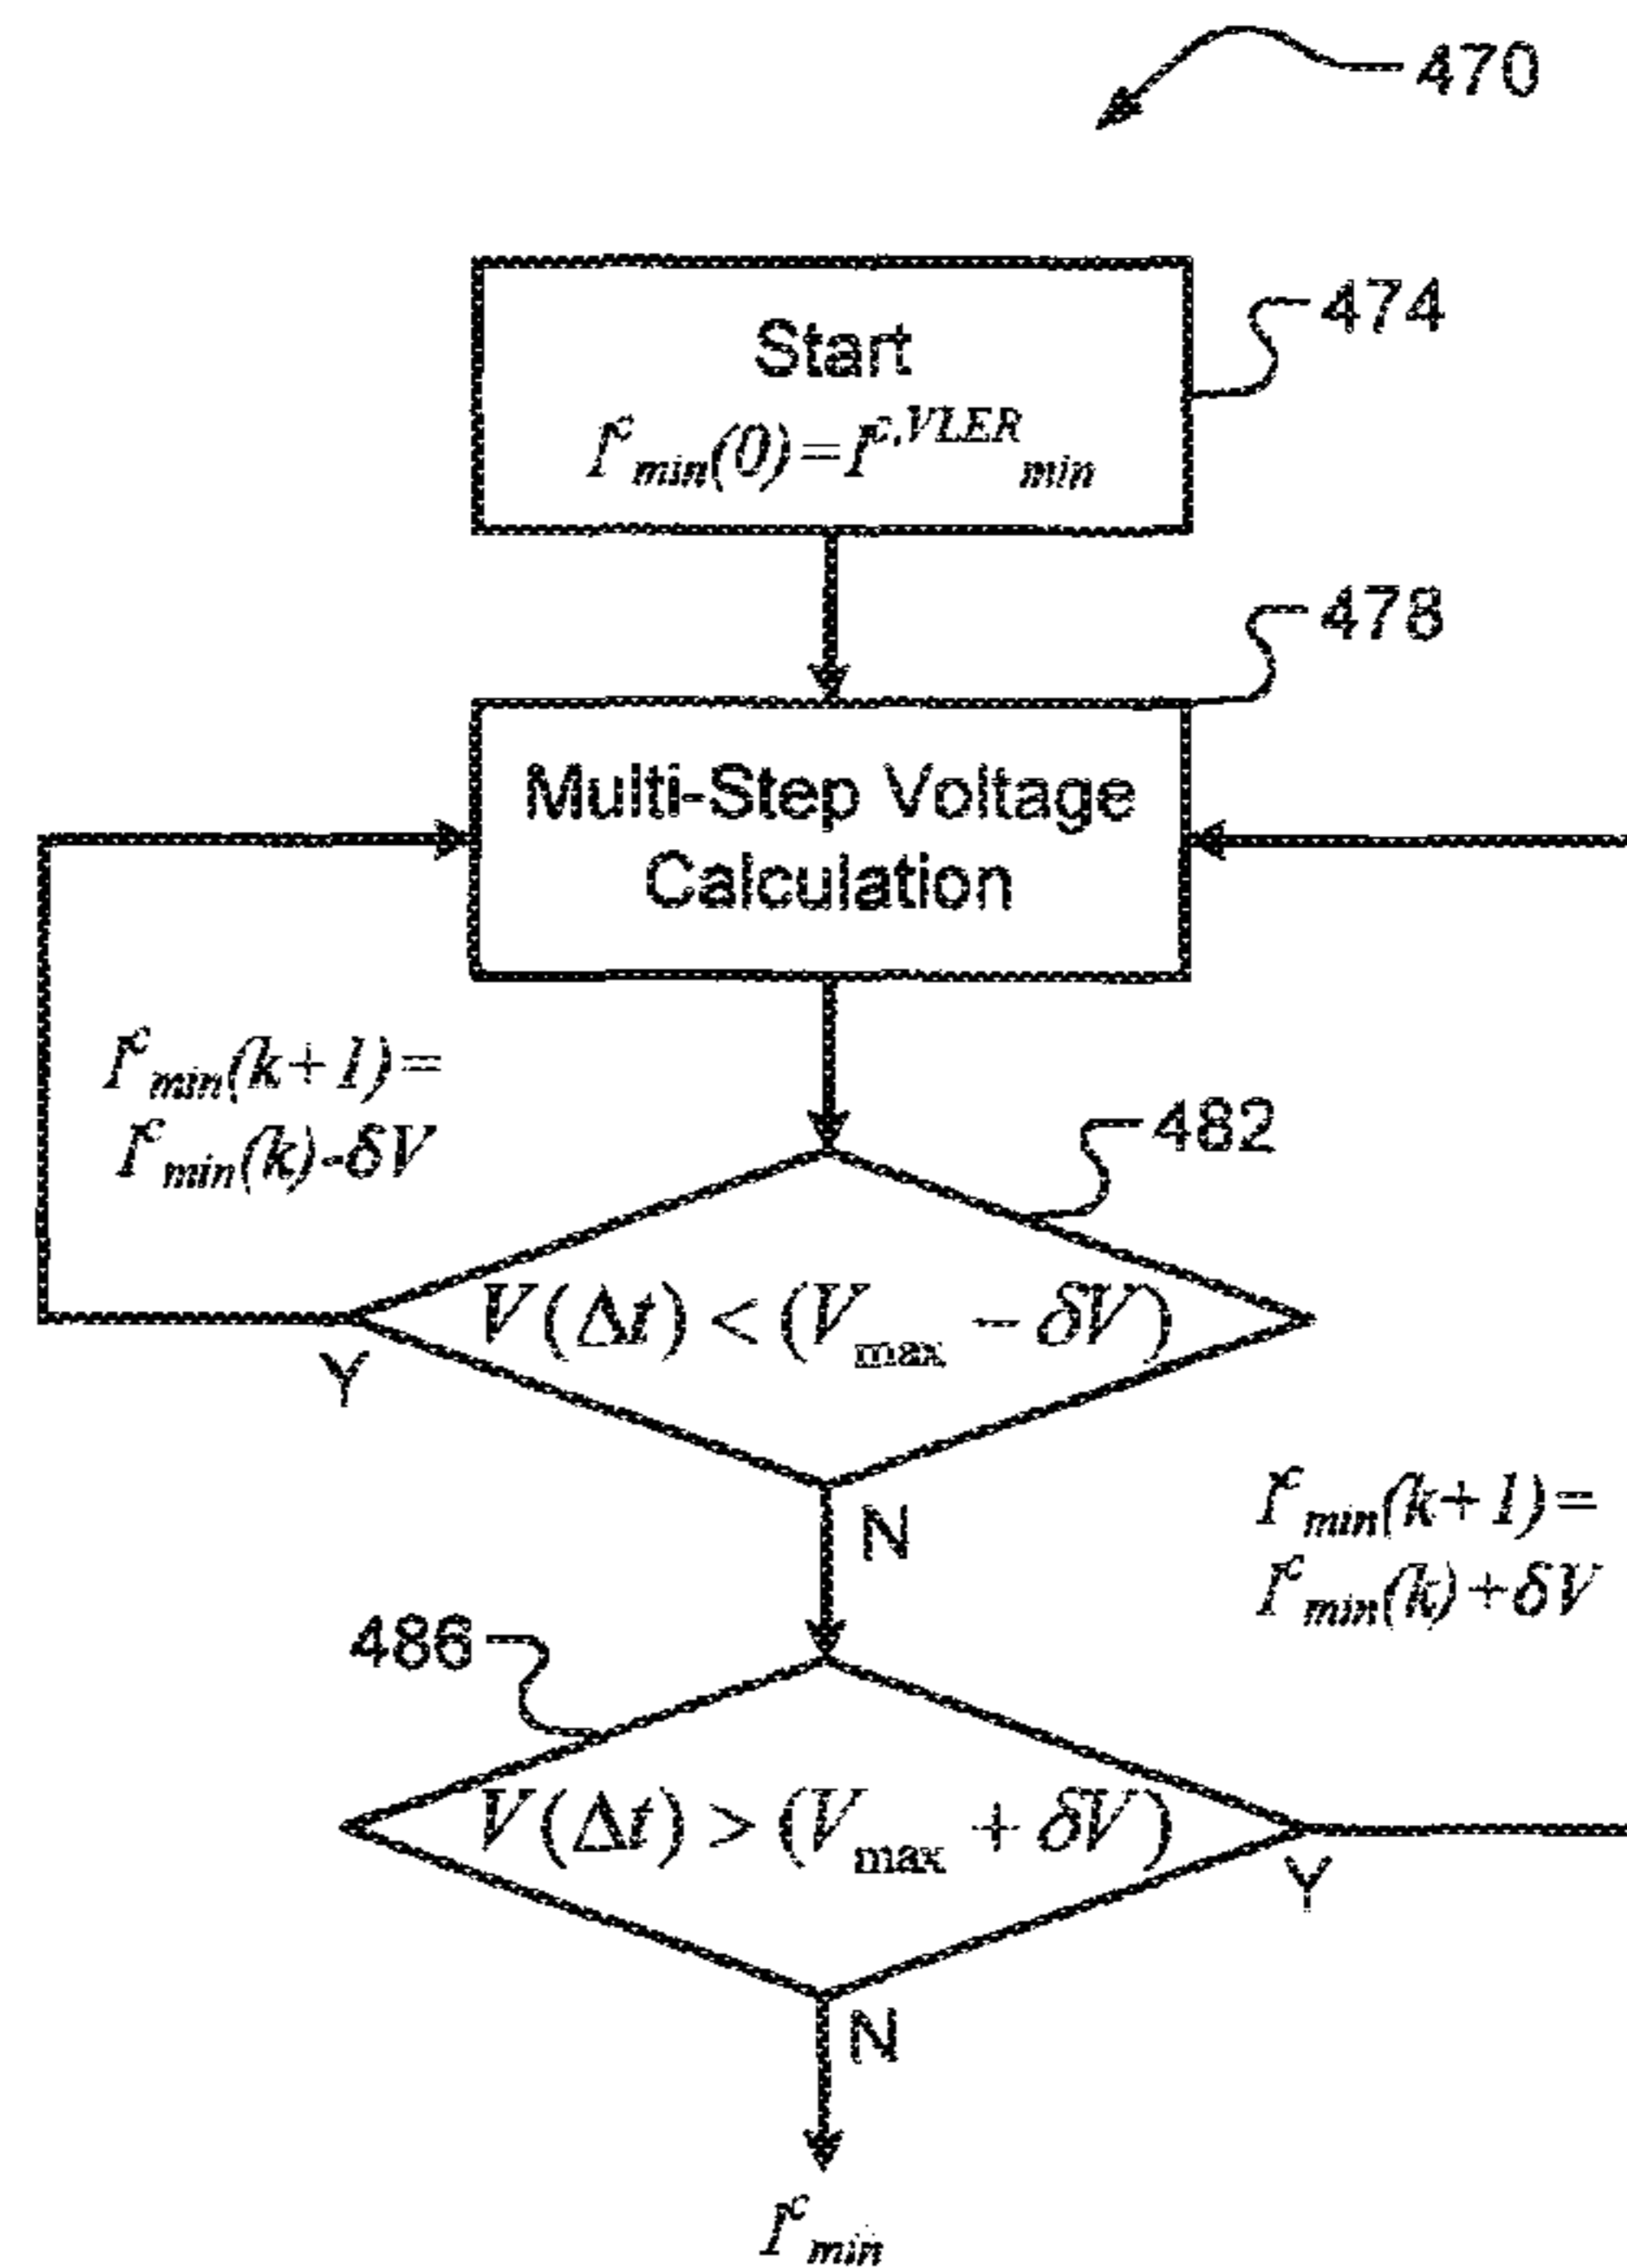 470
474
Start
I^c_min(0)=I^c,VLER_min
478
Multi-Step Voltage
Calculation
I^c_min(k+1)=
I^c_min(k)-δV
482
V(Δt) < (V_max − δV)
Y
N
I^c_min(k+1)=
I^c_min(k)+δV
486
V(Δt) > (V_max + δV)
Y
N
I^c_min